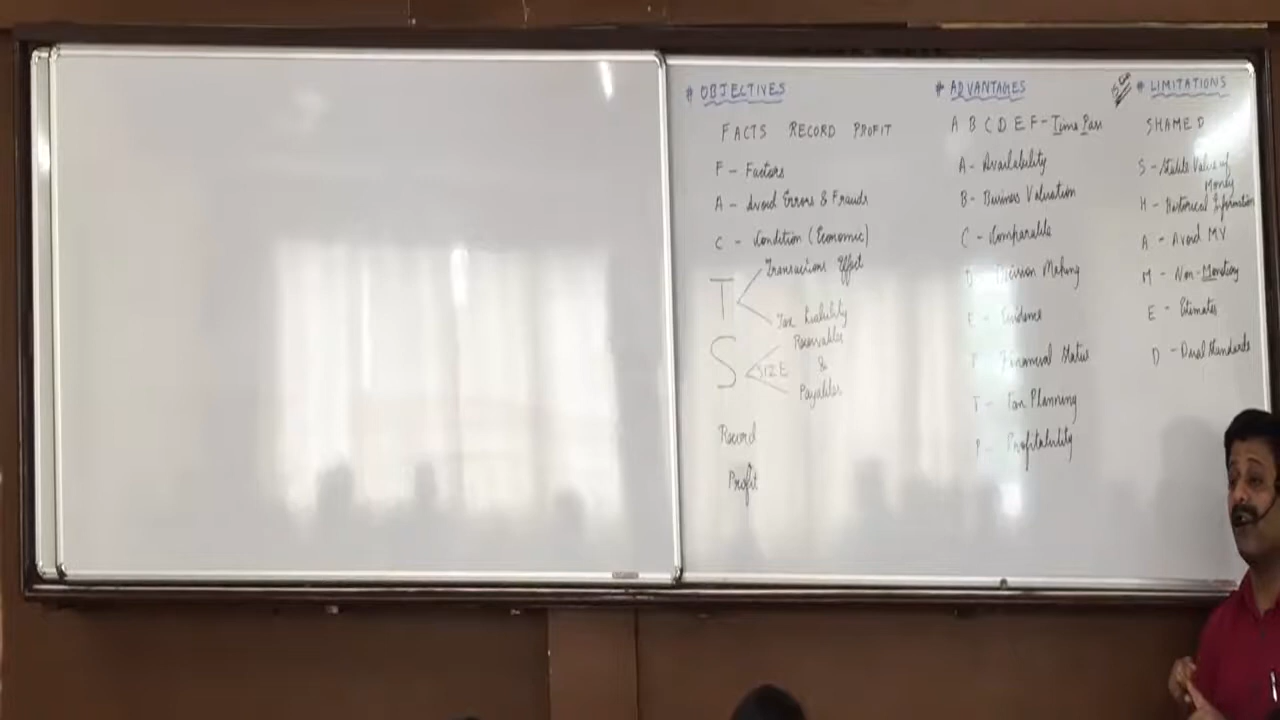 # OBJECTIVES
FACTS RECORD PROFIT
F - Factors
A - Avoid Errors & Frauds
C - Condition (Economic)
T
Transactions Effect
Tax Liability
S
SIZE
Receivables
&
Payables
Record
Profit
# ADVANTAGES
A B C D E F - Time Pass
A - Availability
B - Business Valuation
C - Comparable
D - Decision Making
E - Evidence
F - Financial Status
T - Tax Planning
P - Profitability
# LIMITATIONS
SHAMED
S - Stable Value of
Money
H - Historical Information
A - Avoid MV
M - Non-Monetary
E - Estimates
D - Dual Standards